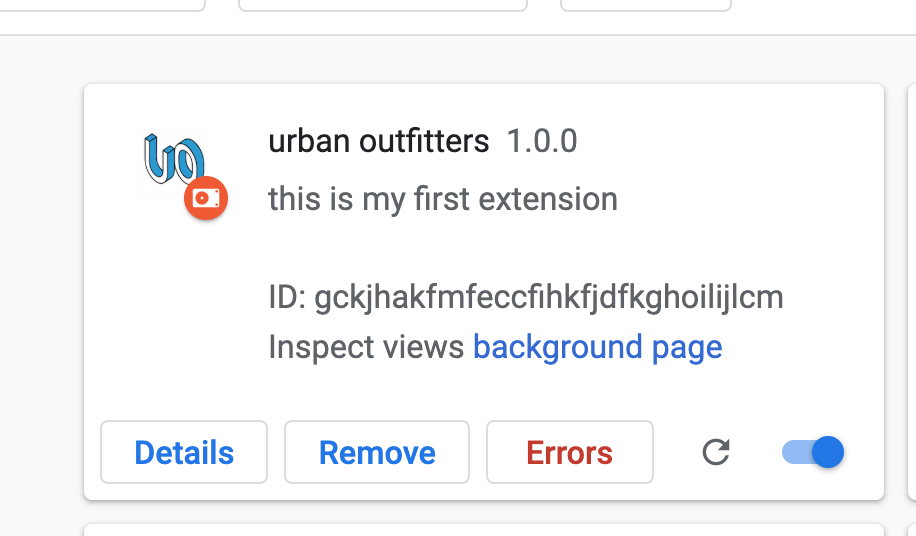 urban outfitters 1.0.0
this is my first extension
ID: gckjhakfmfeccfihkfjdfkghoilijlcm
Inspect views background page
Details Remove Errors